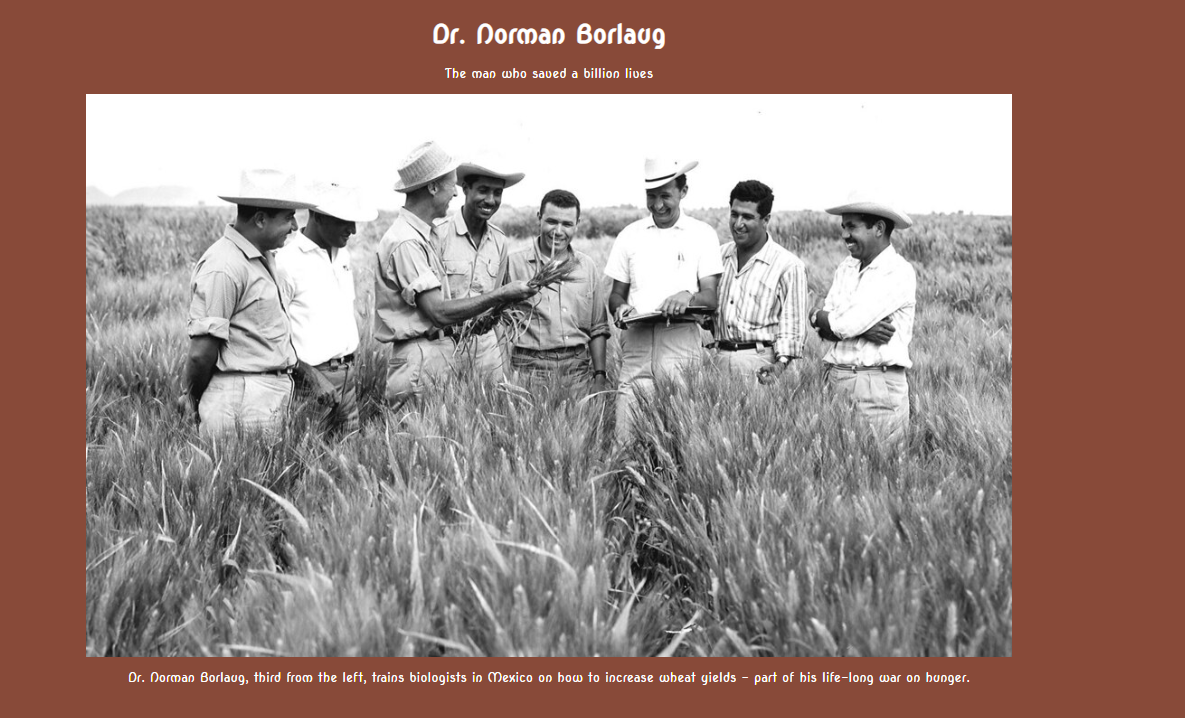 Dr. Norman Borlaug
The man who saved a billion lives
Dr. Norman Borlaug, third from the left, trains biologists in Mexico on how to increase wheat yields - part of his life-long war on hunger.